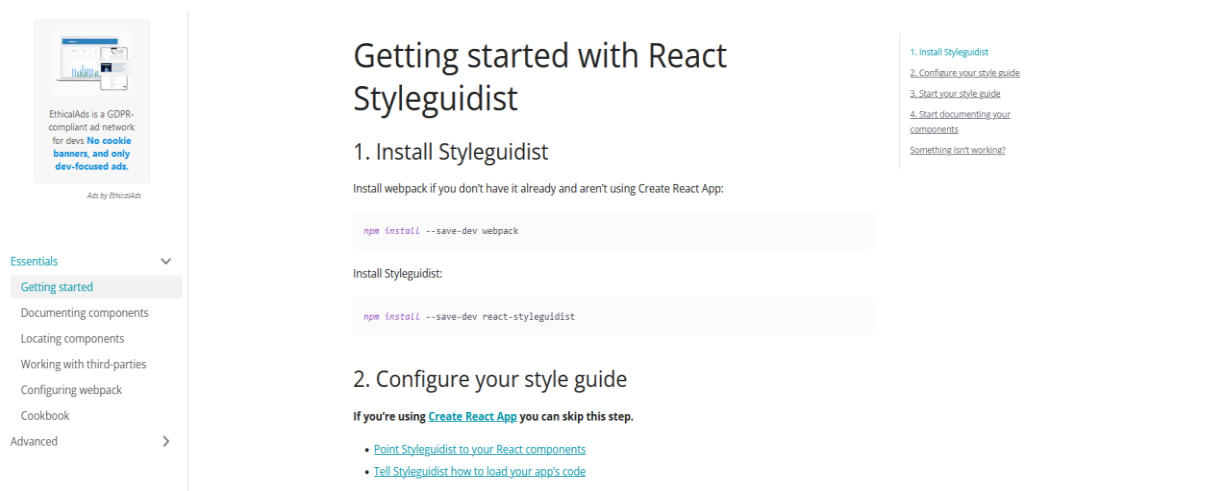 EthicalAds is a GDPR-
compliant ad network
for devs No cookie
banners, and only
dev-focused ads.
Ads by EthicalAds
Essentials
Getting started
Documenting components
Locating components
Working with third-parties
Configuring webpack
Cookbook
Advanced
Getting started with React
Styleguidist
1. Install Styleguidist
Install webpack if you don't have it already and aren't using Create React App:
npm install --save-dev webpack
Install Styleguidist:
npm install --save-dev react-styleguidist
2. Configure your style guide
If you're using Create React App you can skip this step.
• Point Styleguidist to your React components
• Tell Styleguidist how to load your app's code
1. Install Styleguidist
2. Configure your style guide
3. Start your style guide
4. Start documenting your
components
Something isn't working?